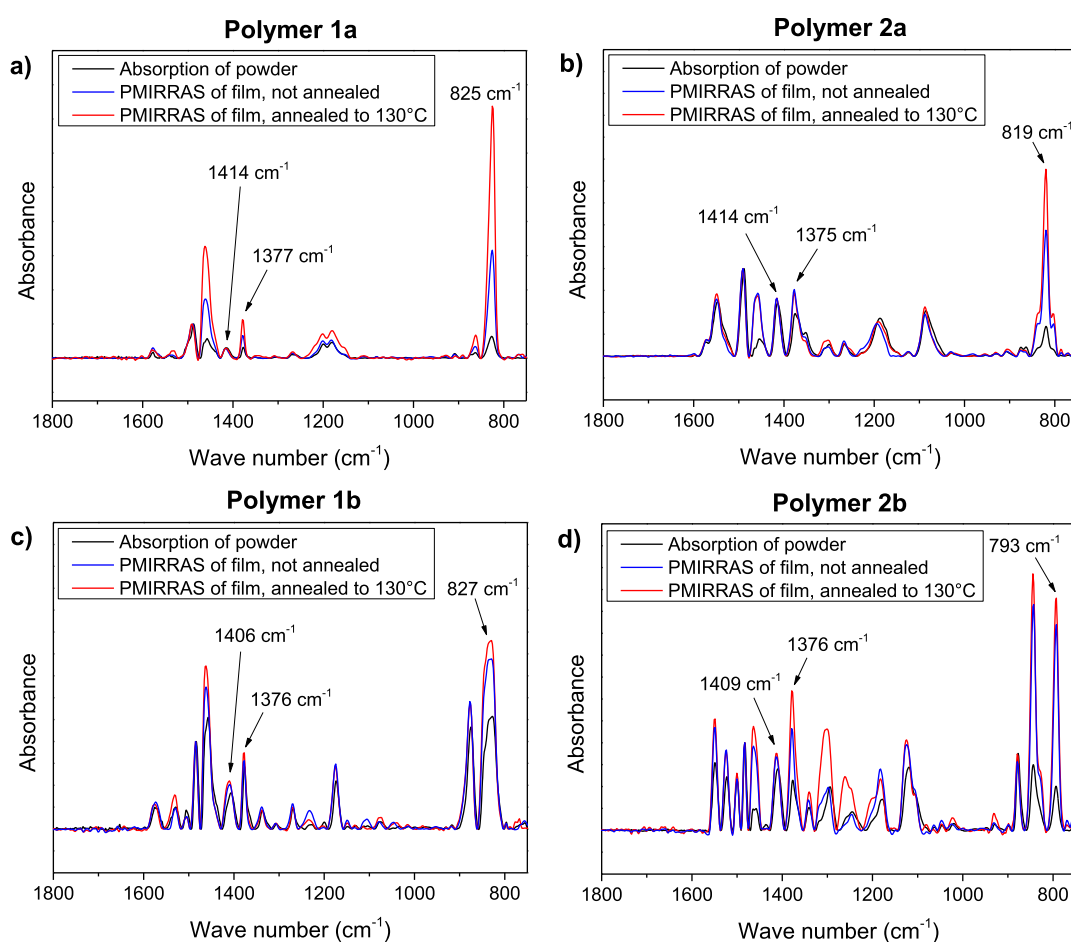 Polymer 1a
a)
Absorption of powder
PMIRRAS of film, not annealed
PMIRRAS of film, annealed to 130°C
825 cm⁻¹
1414 cm⁻¹
1377 cm⁻¹
Absorbance
1800 1600 1400 1200 1000 800
Wave number (cm⁻¹)
Polymer 2a
b)
Absorption of powder
PMIRRAS of film, not annealed
PMIRRAS of film, annealed to 130°C
819 cm⁻¹
1414 cm⁻¹
1375 cm⁻¹
Absorbance
1800 1600 1400 1200 1000 800
Wave number (cm⁻¹)
Polymer 1b
c)
Absorption of powder
PMIRRAS of film, not annealed
PMIRRAS of film, annealed to 130°C
827 cm⁻¹
1406 cm⁻¹
1376 cm⁻¹
Absorbance
1800 1600 1400 1200 1000 800
Wave number (cm⁻¹)
Polymer 2b
d)
Absorption of powder
PMIRRAS of film, not annealed
PMIRRAS of film, annealed to 130°C
793 cm⁻¹
1376 cm⁻¹
1409 cm⁻¹
Absorbance
1800 1600 1400 1200 1000 800
Wave number (cm⁻¹)